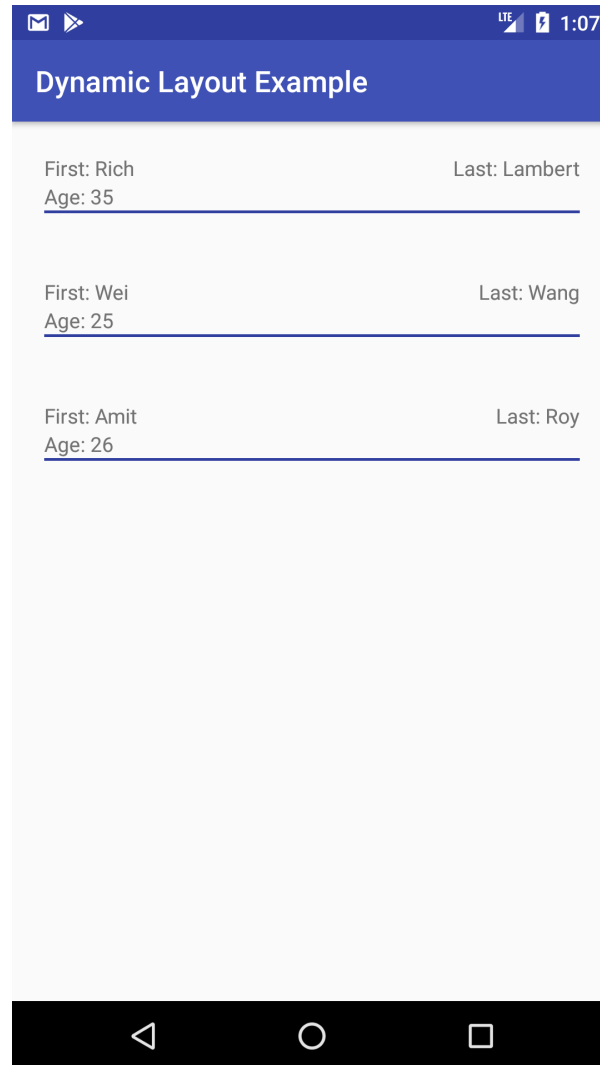 LTE 1:07
Dynamic Layout Example
First: Rich Last: Lambert
Age: 35
First: Wei Last: Wang
Age: 25
First: Amit Last: Roy
Age: 26